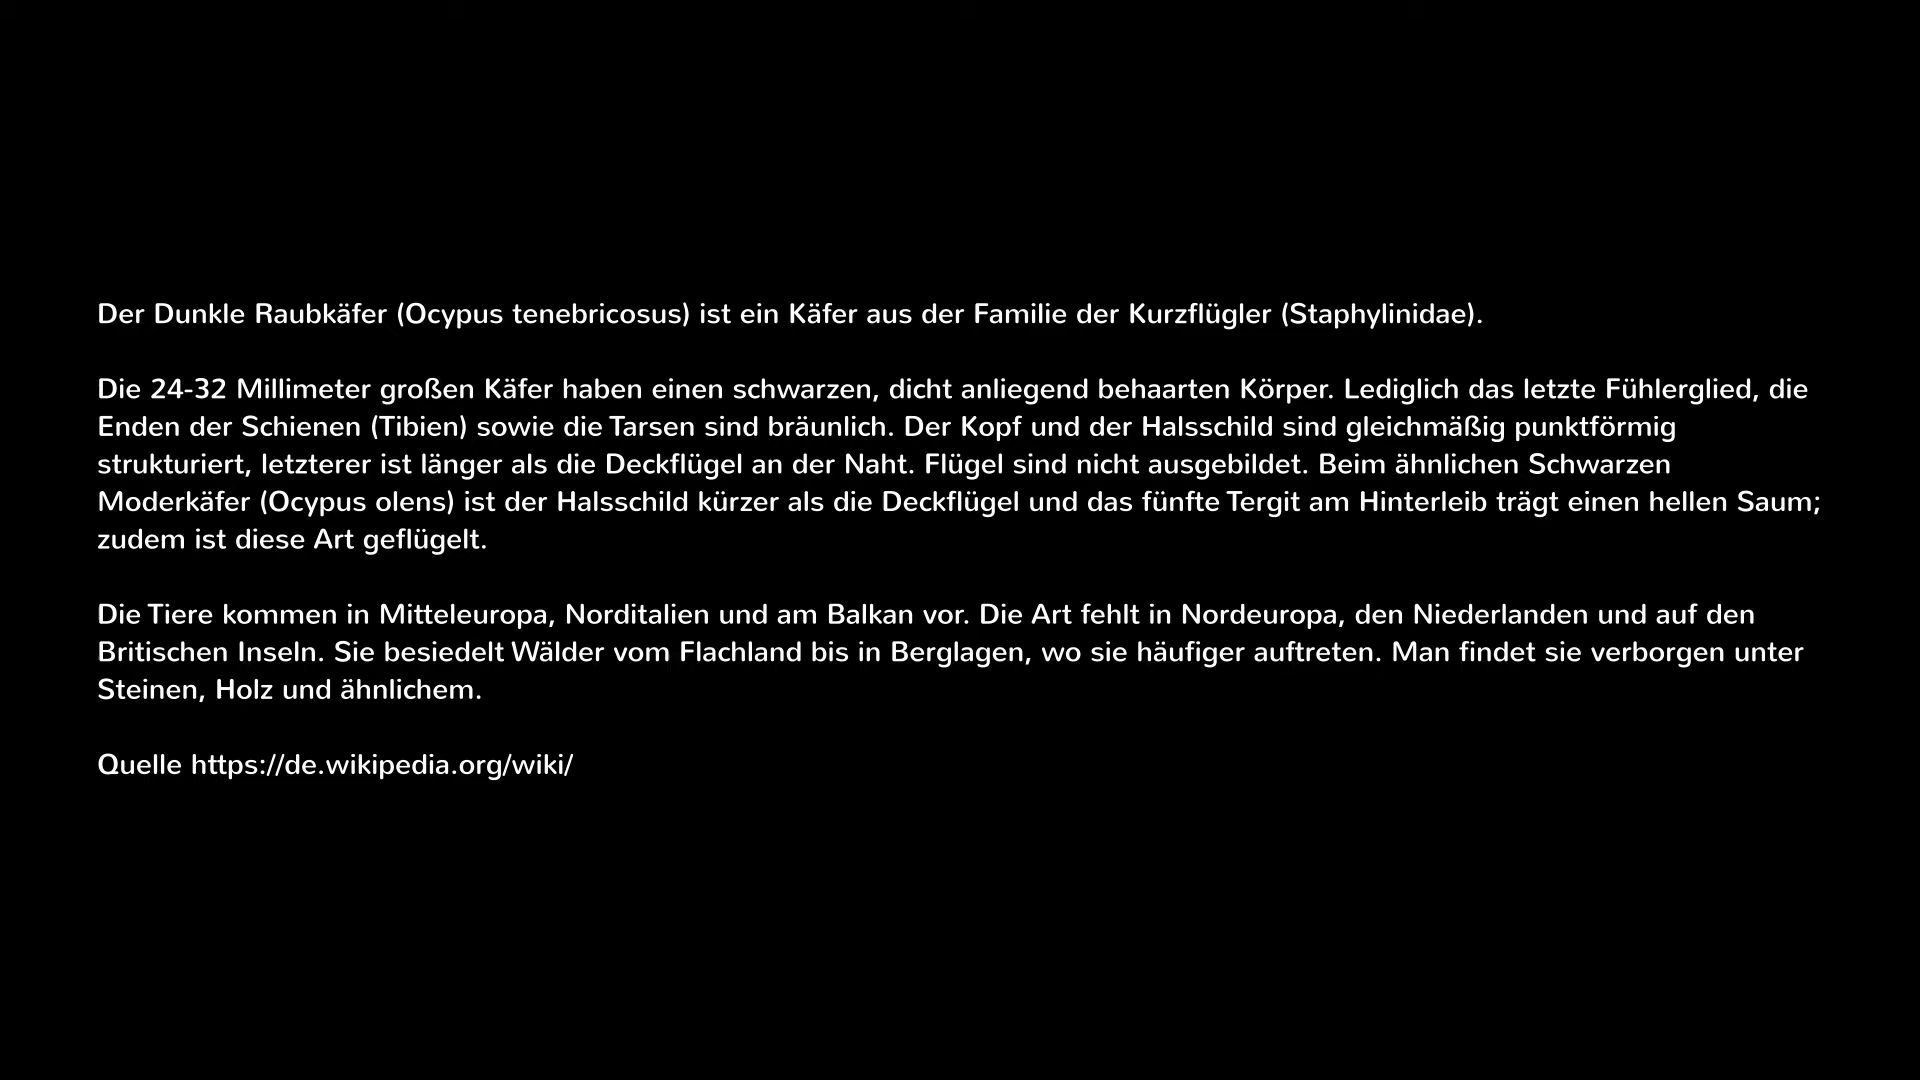 Der Dunkle Raubkäfer (Ocypus tenebricosus) ist ein Käfer aus der Familie der Kurzflügler (Staphylinidae).
Die 24-32 Millimeter großen Käfer haben einen schwarzen, dicht anliegend behaarten Körper. Lediglich das letzte Fühlerglied, die
Enden der Schienen (Tibien) sowie die Tarsen sind bräunlich. Der Kopf und der Halsschild sind gleichmäßig punktförmig
strukturiert, letzterer ist länger als die Deckflügel an der Naht. Flügel sind nicht ausgebildet. Beim ähnlichen Schwarzen
Moderkäfer (Ocypus olens) ist der Halsschild kürzer als die Deckflügel und das fünfte Tergit am Hinterleib trägt einen hellen Saum;
zudem ist diese Art geflügelt.
Die Tiere kommen in Mitteleuropa, Norditalien und am Balkan vor. Die Art fehlt in Nordeuropa, den Niederlanden und auf den
Britischen Inseln. Sie besiedelt Wälder vom Flachland bis in Berglagen, wo sie häufiger auftreten. Man findet sie verborgen unter
Steinen, Holz und ähnlichem.
Quelle https://de.wikipedia.org/wiki/